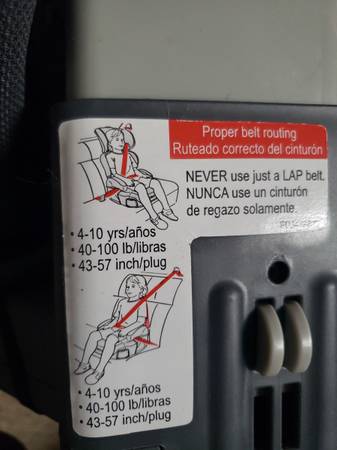 Proper belt routing
Ruteado correcto del cinturón
NEVER use just a LAP belt.
NUNCA use un cinturón
de regazo solamente.
• 4-10 yrs/años
• 40-100 lb/libras
• 43-57 inch/plug
• 4-10 yrs/años
• 40-100 lb/libras
• 43-57 inch/plug